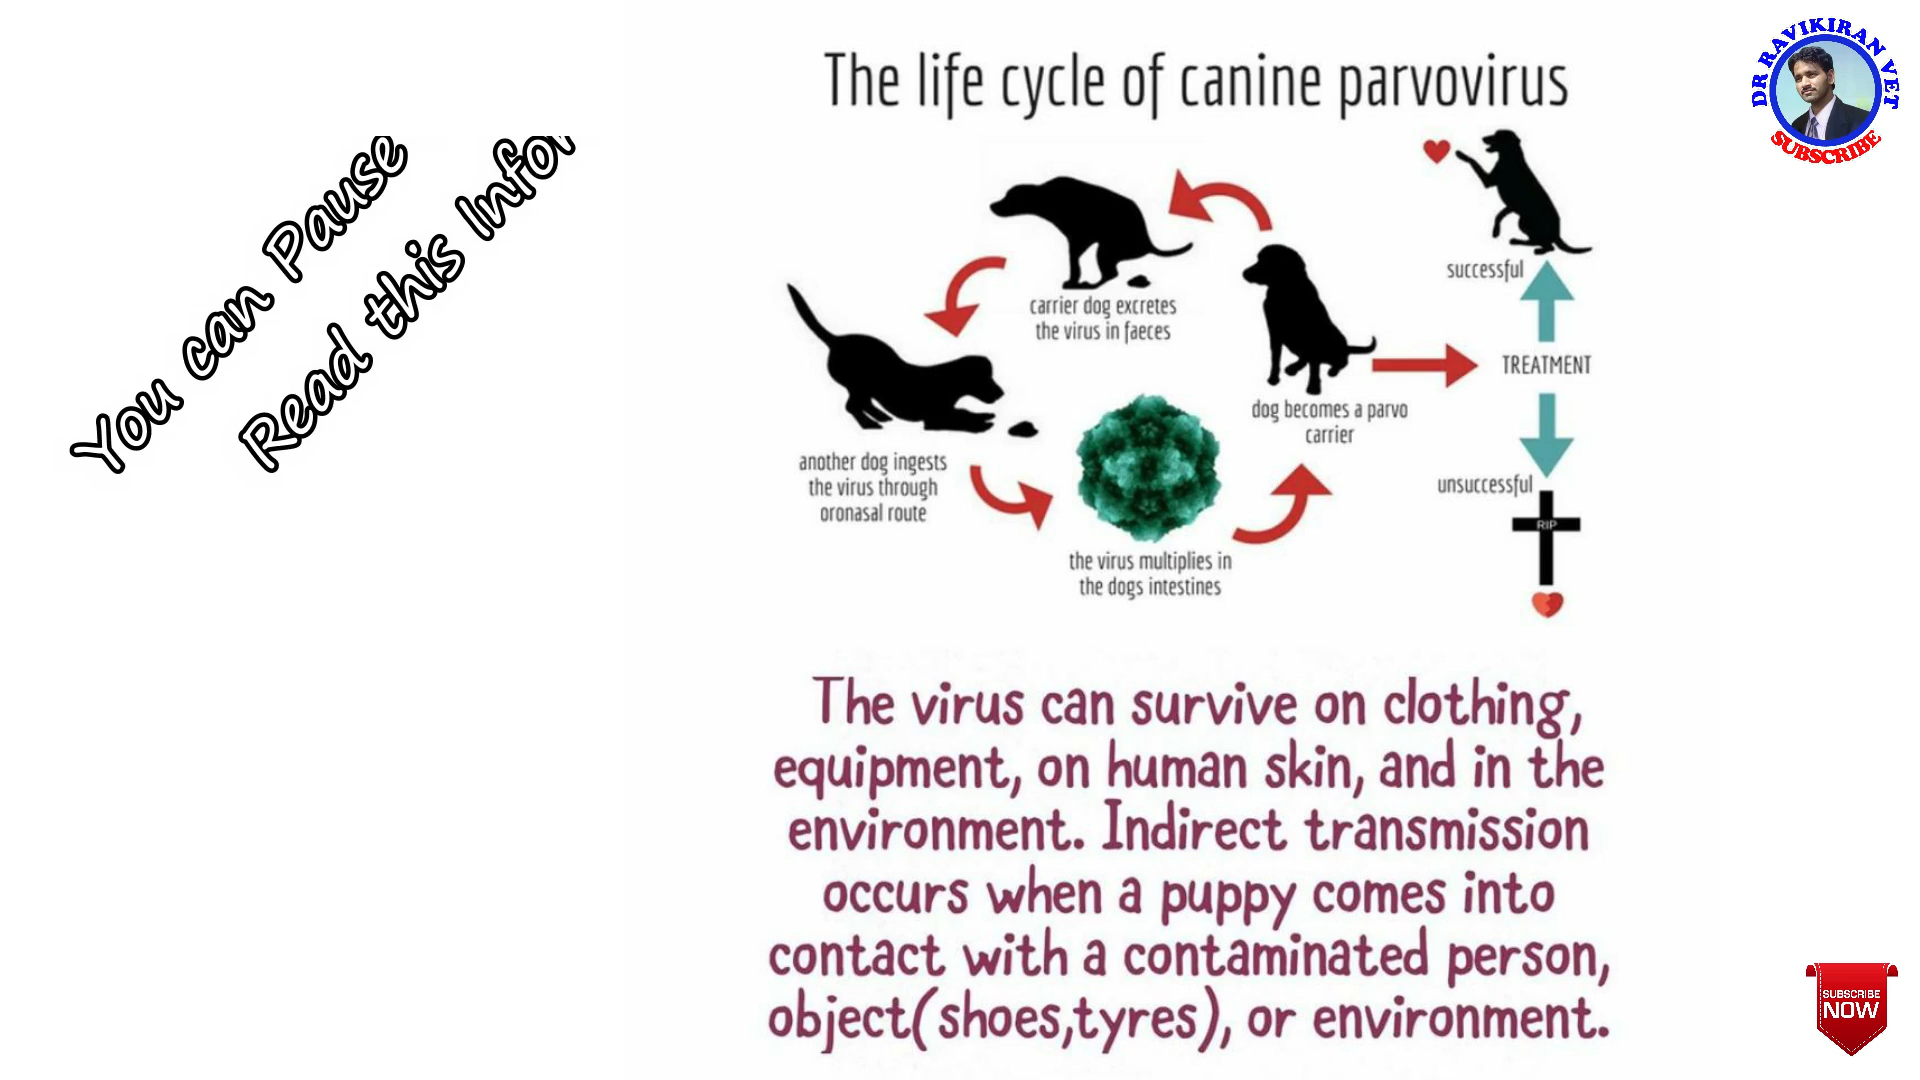 The life cycle of canine parvovirus
DR RAVIKIRAN VET
SUBSCRIBE
You can Pause
Read this
successful
carrier dog excretes
the virus in faeces
TREATMENT
dog becomes a parvo
carrier
another dog ingests
the virus through
oronasal route
unsuccessful
RIP
the virus multiplies in
the dogs intestines
The virus can survive on clothing,
equipment, on human skin, and in the
environment. Indirect transmission
occurs when a puppy comes into
contact with a contaminated person,
object(shoes,tyres), or environment.
SUBSCRIBE
NOW